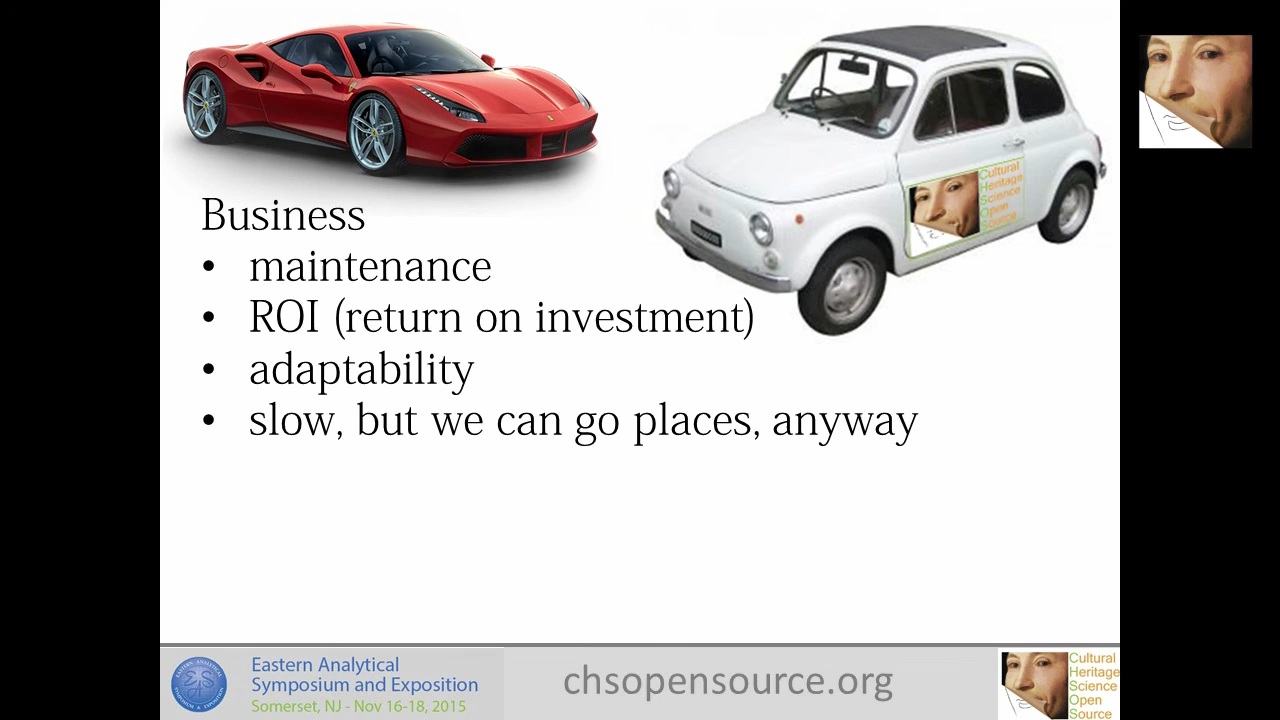 Cultural
Heritage
Science
Open
Source
Business
• maintenance
• ROI (return on investment)
• adaptability
• slow, but we can go places, anyway
Eastern Analytical
Symposium and Exposition
Somerset, NJ - Nov 16-18, 2015
chsopensource.org
Cultural
Heritage
Science
Open
Source